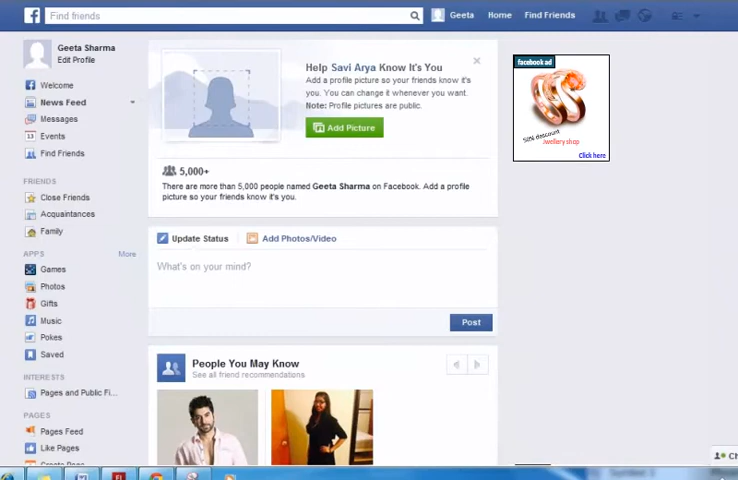 Find friends
Geeta
Home
Find Friends
Geeta Sharma
Edit Profile
Welcome
News Feed
Messages
13
Events
Find Friends
FRIENDS
Close Friends
Acquaintances
Family
APPS
More
Games
Photos
Gifts
Music
Pokes
Saved
INTERESTS
Pages and Public Fi...
PAGES
Pages Feed
Like Pages
Create Page
Help Savi Arya Know It's You
Add a profile picture so your friends know it's
you. You can change it whenever you want.
Note: Profile pictures are public.
Add Picture
5,000+
There are more than 5,000 people named Geeta Sharma on Facebook. Add a profile
picture so your friends know it's you.
Update Status
Add Photos/Video
What's on your mind?
Post
People You May Know
See all friend recommendations
facebook ad
50% discount
Jwellary shop
Click here